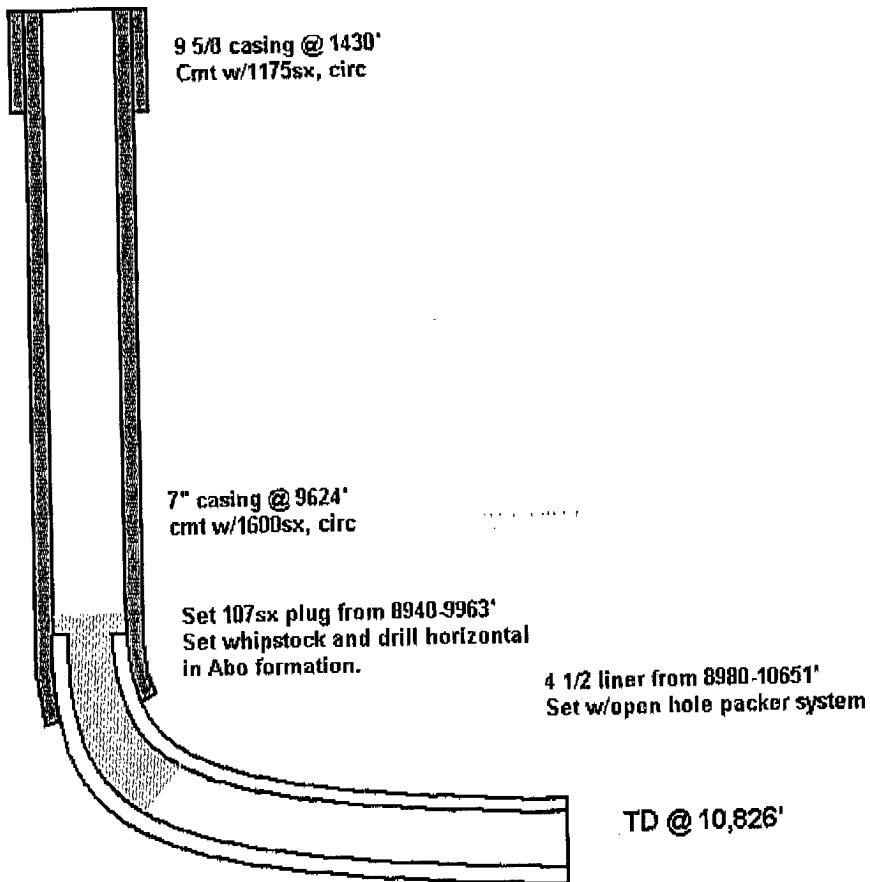 9 5/8 casing @ 1430'
Cmt w/1175sx, circ
7" casing @ 9624'
cmt w/1600sx, circ
Set 107sx plug from 8940-9963'
Set whipstock and drill horizontal
in Abo formation.
4 1/2 liner from 8980-10651'
Set w/open hole packer system
TD @ 10,826'